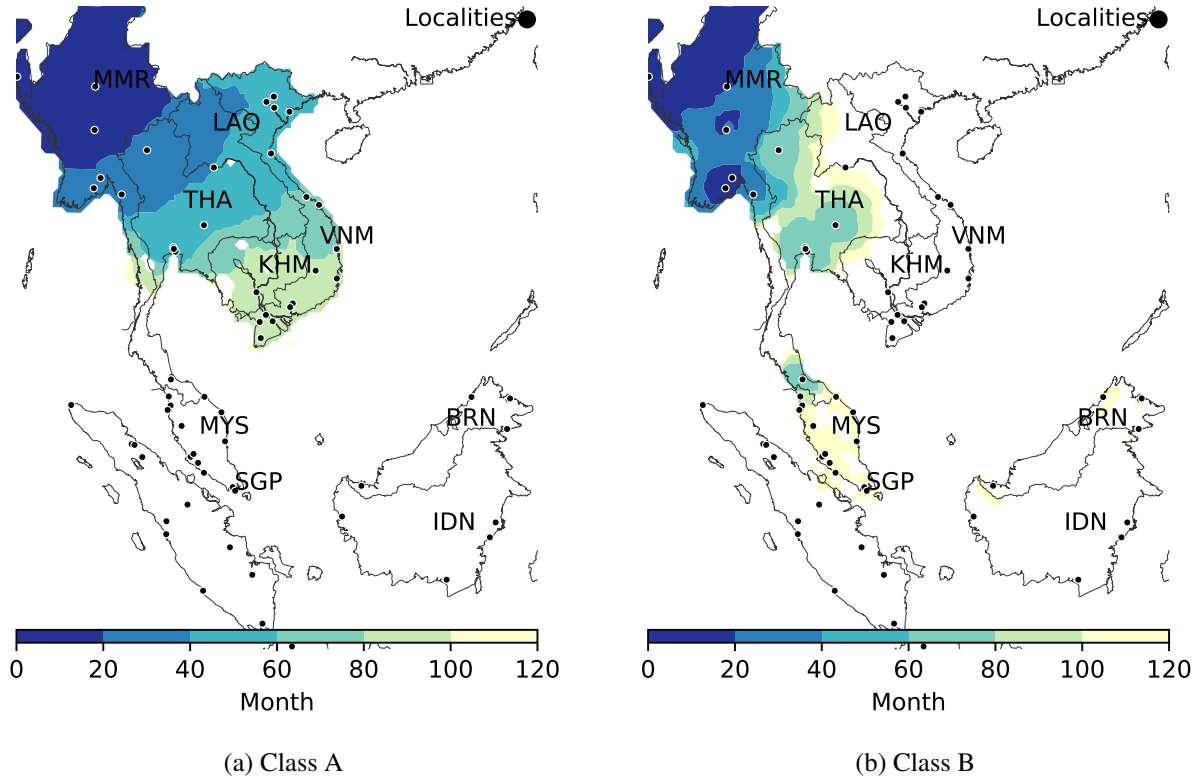 Localities
MMR
LAO
THA
VNM
KHM
MYS
BRN
SGP
IDN
0 20 40 60 80 100 120
Month
(a) Class A
Localities
MMR
LAO
THA
VNM
KHM
MYS
BRN
SGP
IDN
0 20 40 60 80 100 120
Month
(b) Class B